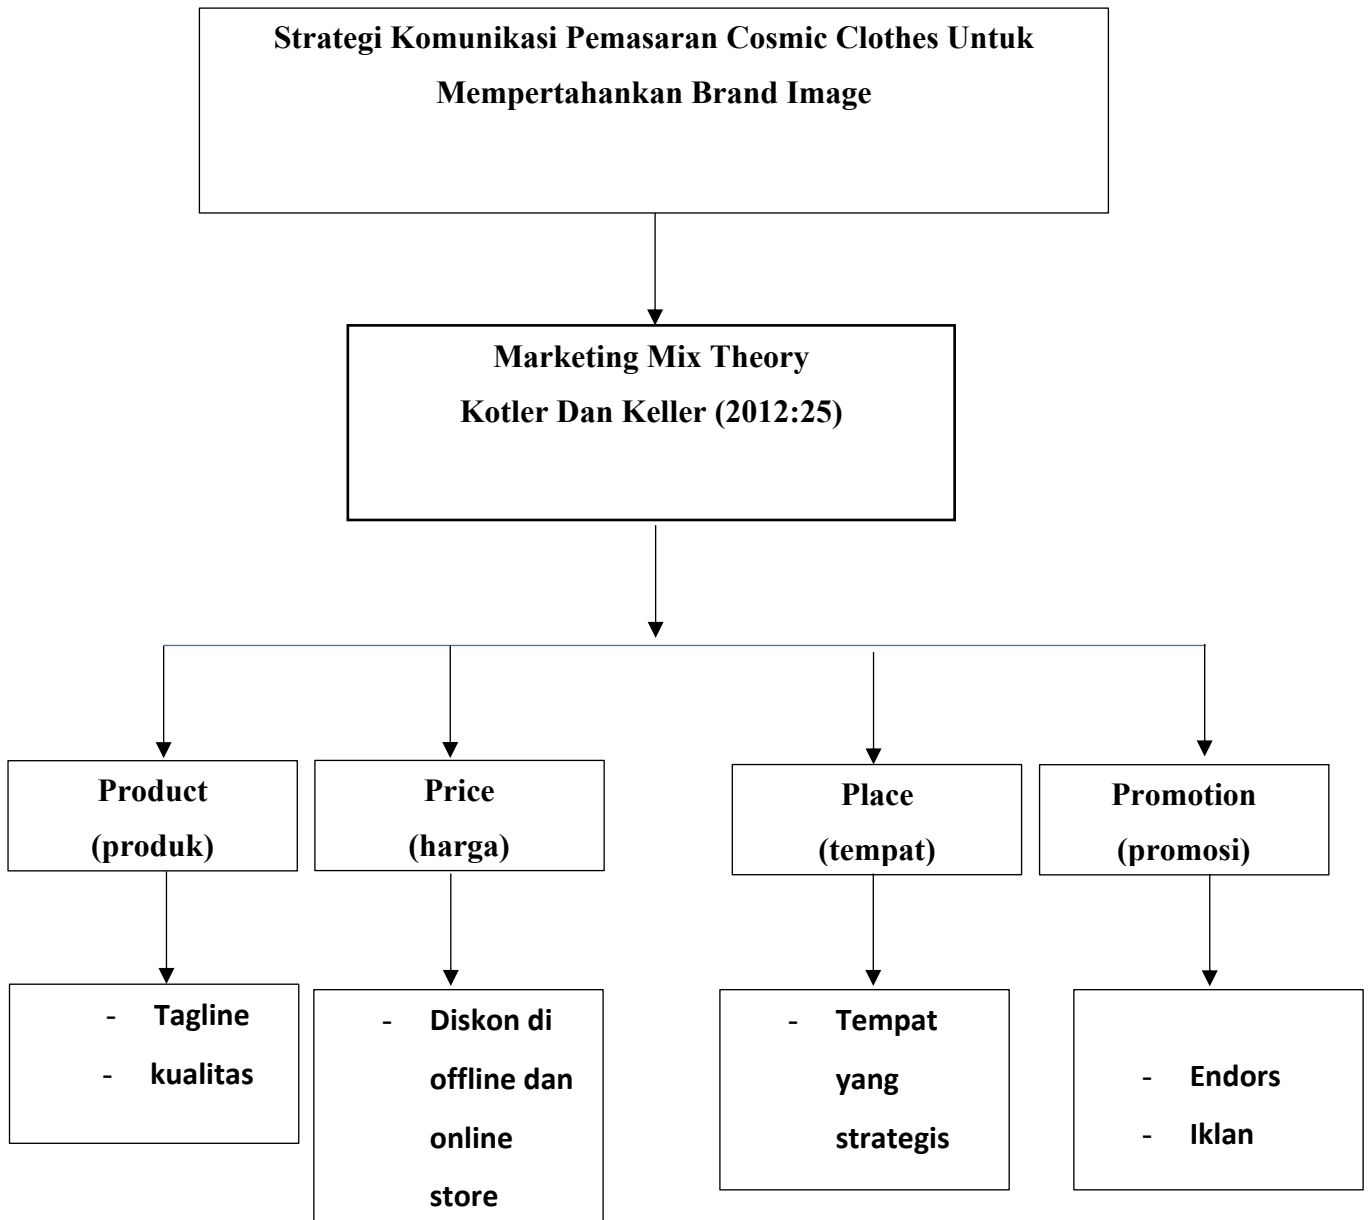 Strategi Komunikasi Pemasaran Cosmic Clothes Untuk
Mempertahankan Brand Image
Marketing Mix Theory
Kotler Dan Keller (2012:25)
Product
(produk)
Price
(harga)
Place
(tempat)
Promotion
(promosi)
- Tagline
- kualitas
- Diskon di
offline dan
online
store
- Tempat
yang
strategis
- Endors
- Iklan